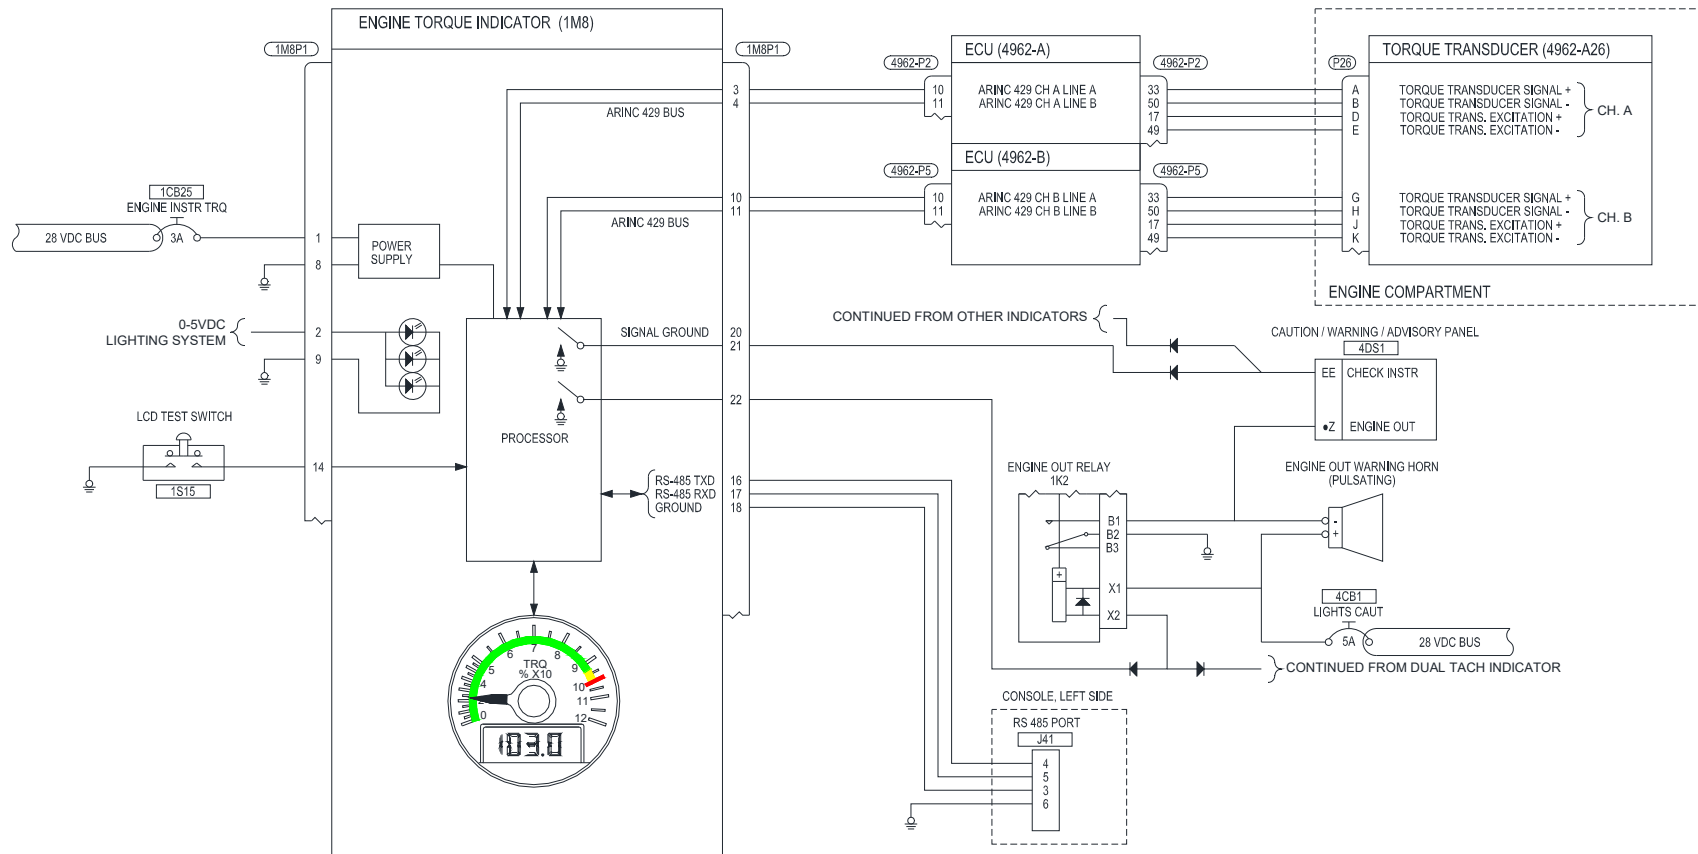 ENGINE TORQUE INDICATOR (1M8)
1M8P1
1M8P1
POWER
SUPPLY
1
8
2
9
14
1CB25
ENGINE INSTR TRQ
28 VDC BUS
3A
0-5VDC
LIGHTING SYSTEM
LCD TEST SWITCH
1S15
PROCESSOR
ARINC 429 BUS
ARINC 429 BUS
SIGNAL GROUND
RS-485 TXD
RS-485 RXD
GROUND
3
4
10
11
20
21
22
16
17
18
TRQ
% X10
0
2
4
5
6
7
8
9
10
11
12
103.0
ECU (4962-A)
4962-P2
4962-P2
10 ARINC 429 CH A LINE A 33
11 ARINC 429 CH A LINE B 50
17
49
ECU (4962-B)
4962-P5
4962-P5
10 ARINC 429 CH B LINE A 33
11 ARINC 429 CH B LINE B 50
17
49
TORQUE TRANSDUCER (4962-A26)
P26
A TORQUE TRANSDUCER SIGNAL +
B TORQUE TRANSDUCER SIGNAL -
D TORQUE TRANS. EXCITATION +
E TORQUE TRANS. EXCITATION -
CH. A
G TORQUE TRANSDUCER SIGNAL +
H TORQUE TRANSDUCER SIGNAL -
J TORQUE TRANS. EXCITATION +
K TORQUE TRANS. EXCITATION -
CH. B
ENGINE COMPARTMENT
CONTINUED FROM OTHER INDICATORS
CAUTION / WARNING / ADVISORY PANEL
4DS1
EE CHECK INSTR
●Z ENGINE OUT
ENGINE OUT RELAY
1K2
B1
B2
B3
+
X1
X2
ENGINE OUT WARNING HORN
(PULSATING)
-
+
4CB1
LIGHTS CAUT
5A
28 VDC BUS
CONTINUED FROM DUAL TACH INDICATOR
CONSOLE, LEFT SIDE
RS 485 PORT
J41
4
5
3
6